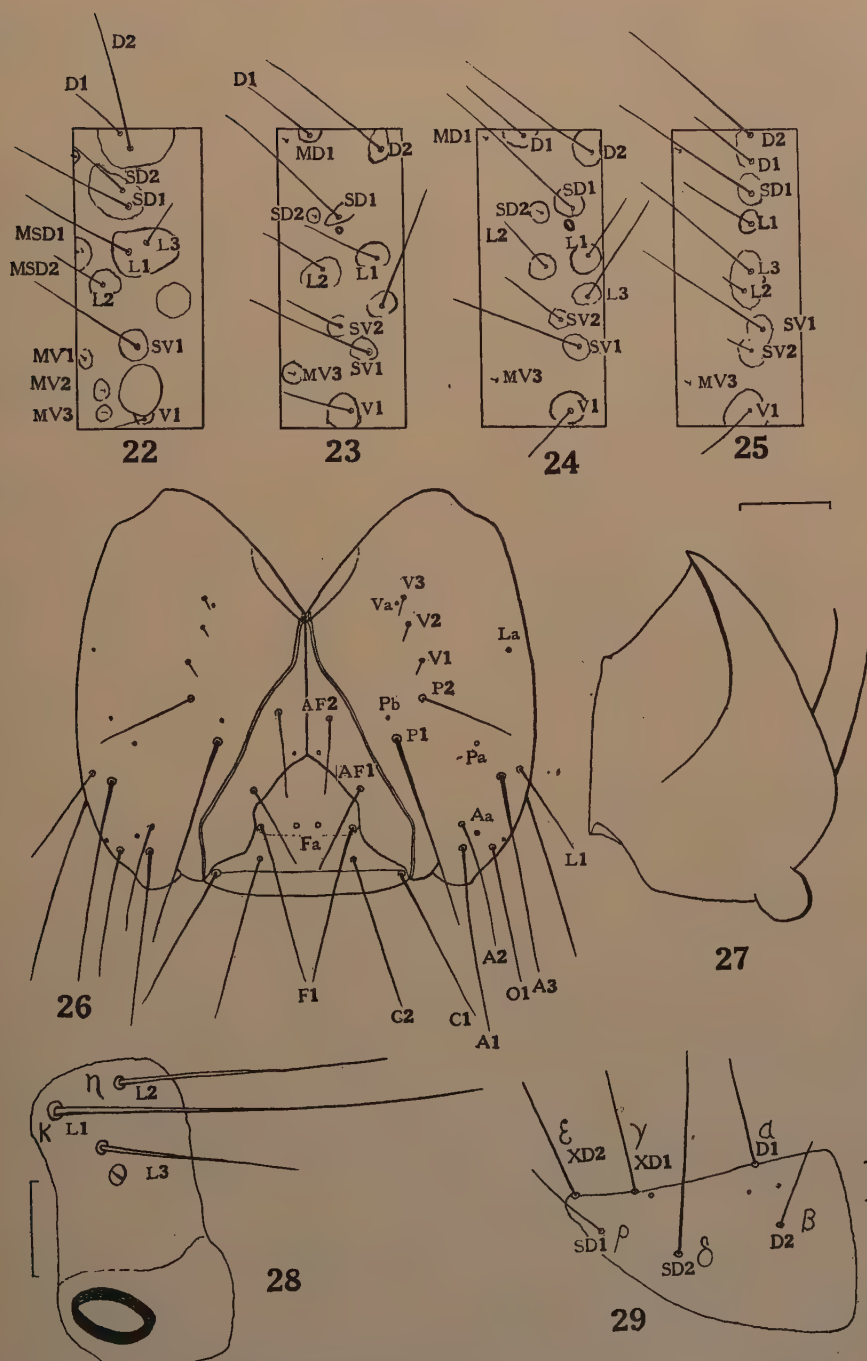 D2
D1
SD2
SD1
MSD1
L3
L1
MSD2
L2
SV1
MV1
MV2
MV3
V1
22
D1
MD1
D2
SD1
SD2
L1
L2
SV2
SV1
MV3
V1
23
MD1
D1
D2
SD1
SD2
L1
L2
L3
SV2
SV1
MV3
V1
24
D2
D1
SD1
L1
L3
L2
SV1
SV2
MV3
V1
25
V3
Va
V2
La
V1
P2
AF2
Pb
P1
Pa
AF1
Aa
Fa
L1
A2
O1
A3
F1
C2
C1
A1
26
27
η
L2
K
L1
L3
28
ε
XD2
γ
XD1
α
D1
SD1
ρ
SD2
δ
D2
β
29